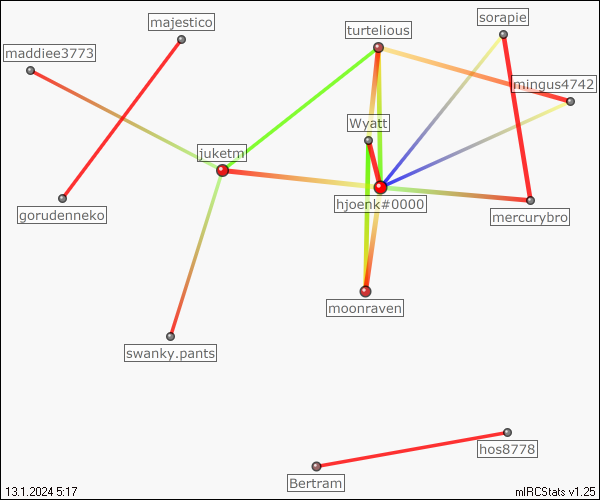 majestico
sorapie
turtelious
maddiee3773
mingus4742
Wyatt
juketm
hjoenk#0000
gorudenneko
mercurybro
moonraven
swanky.pants
hos8778
Bertram
13.1.2024 5:17
mIRCStats v1.25